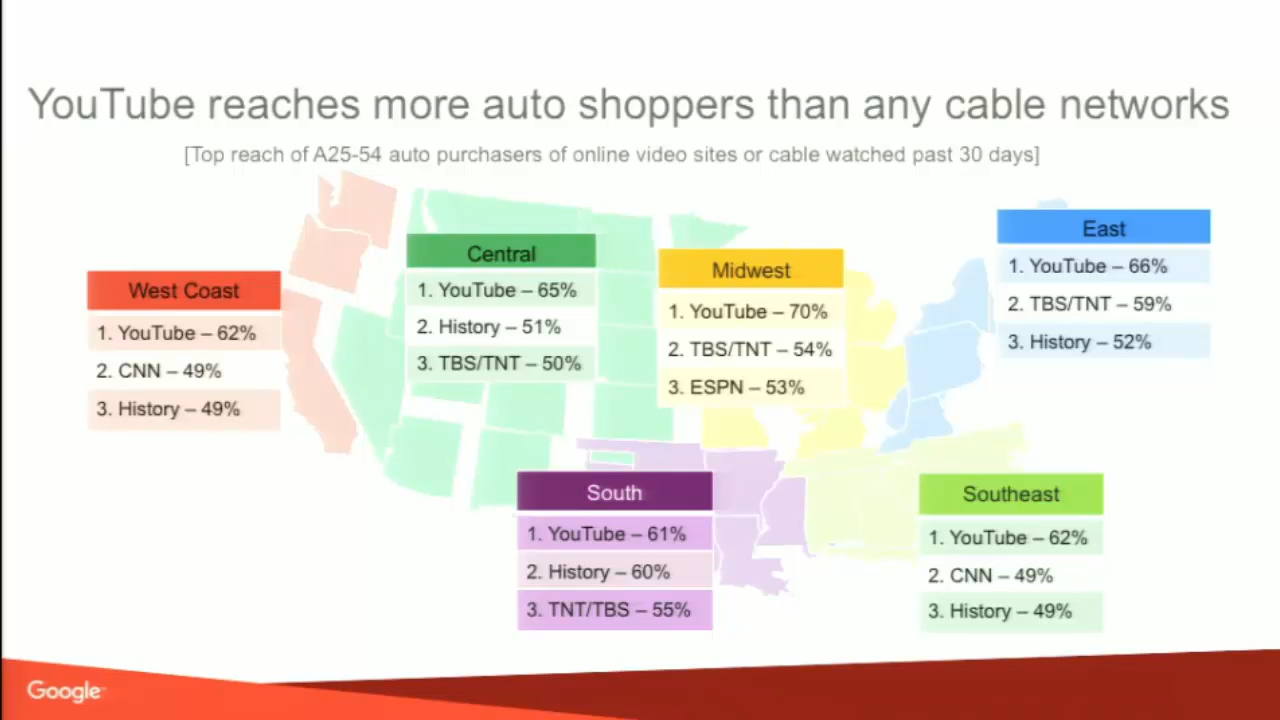 YouTube reaches more auto shoppers than any cable networks
[Top reach of A25-54 auto purchasers of online video sites or cable watched past 30 days]
West Coast
1. YouTube – 62%
2. CNN – 49%
3. History – 49%
Central
1. YouTube – 65%
2. History – 51%
3. TBS/TNT – 50%
Midwest
1. YouTube – 70%
2. TBS/TNT – 54%
3. ESPN – 53%
East
1. YouTube – 66%
2. TBS/TNT – 59%
3. History – 52%
South
1. YouTube – 61%
2. History – 60%
3. TNT/TBS – 55%
Southeast
1. YouTube – 62%
2. CNN – 49%
3. History – 49%
Google